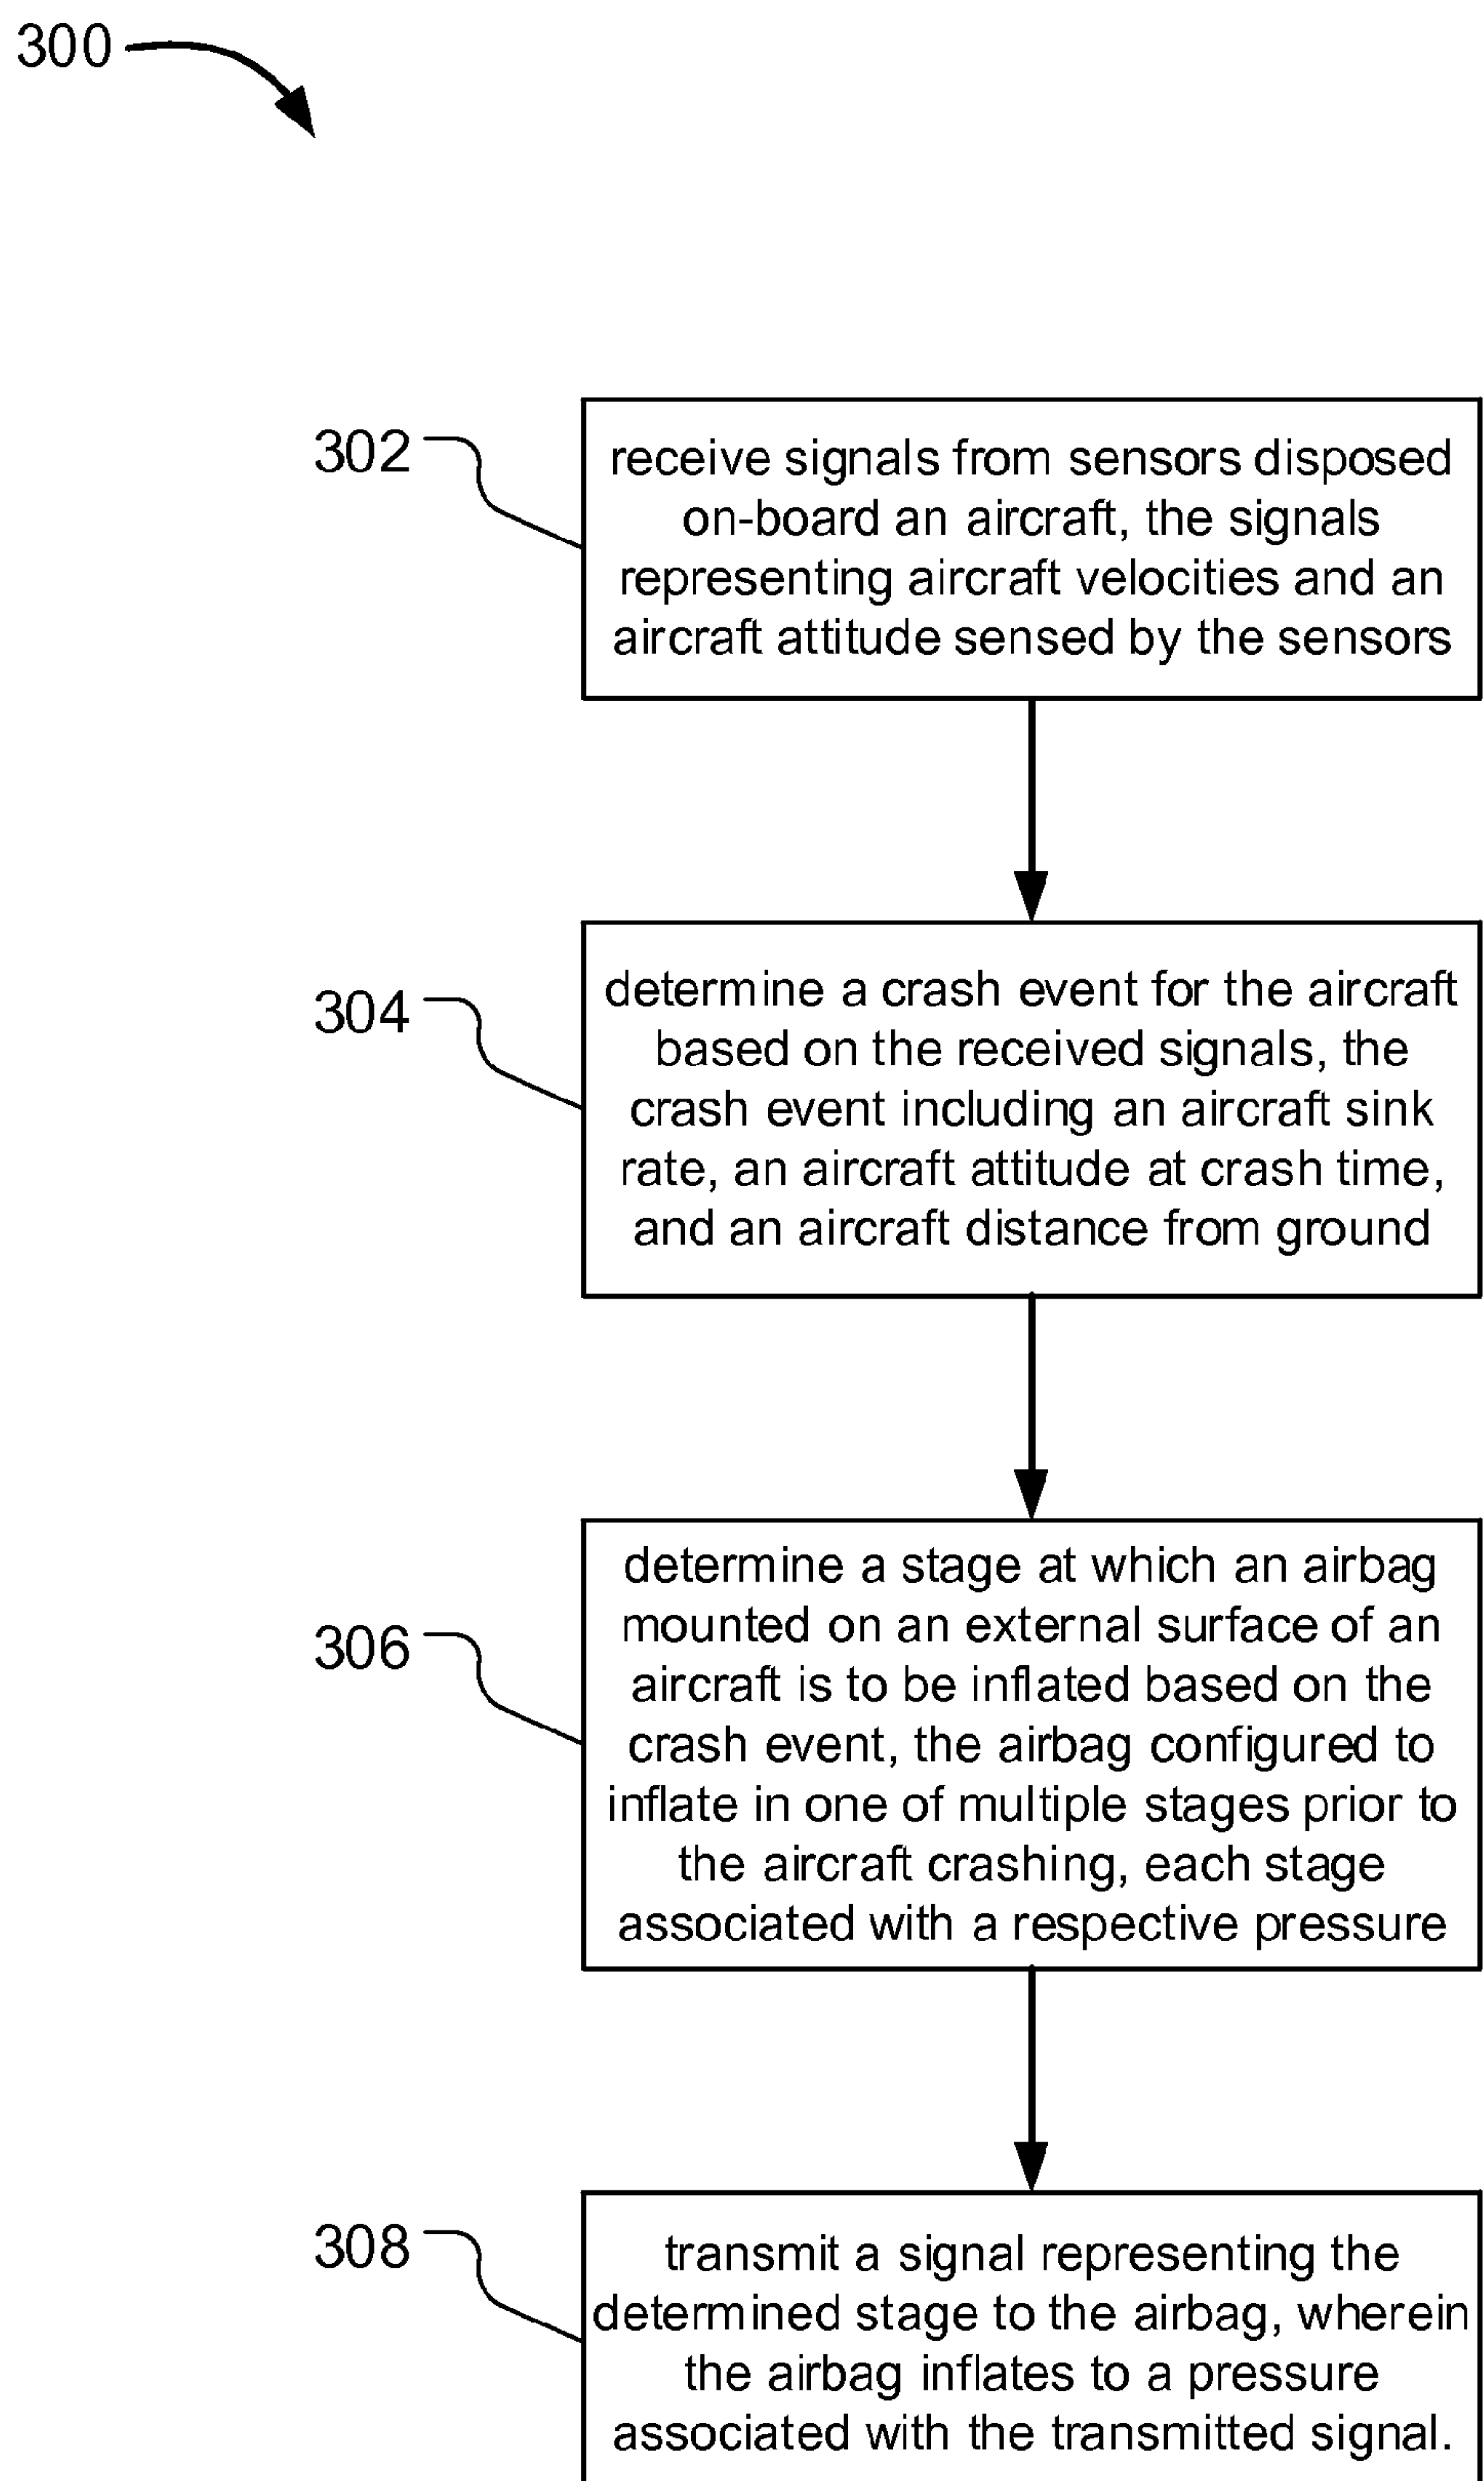 300
302
receive signals from sensors disposed
on-board an aircraft, the signals
representing aircraft velocities and an
aircraft attitude sensed by the sensors
304
determine a crash event for the aircraft
based on the received signals, the
crash event including an aircraft sink
rate, an aircraft attitude at crash time,
and an aircraft distance from ground
306
determine a stage at which an airbag
mounted on an external surface of an
aircraft is to be inflated based on the
crash event, the airbag configured to
inflate in one of multiple stages prior to
the aircraft crashing, each stage
associated with a respective pressure
308
transmit a signal representing the
determined stage to the airbag, wherein
the airbag inflates to a pressure
associated with the transmitted signal.